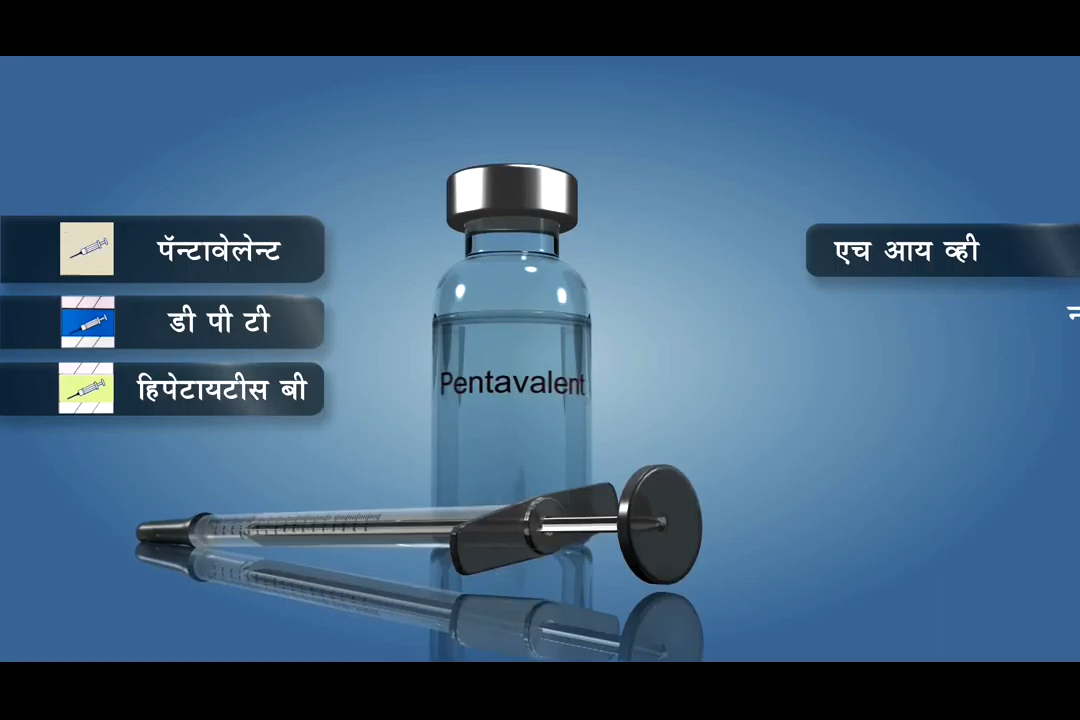 पॅन्टावेलेन्ट
डी पी टी
हिपेटायटीस बी
Pentavalent
एच आय व्ही